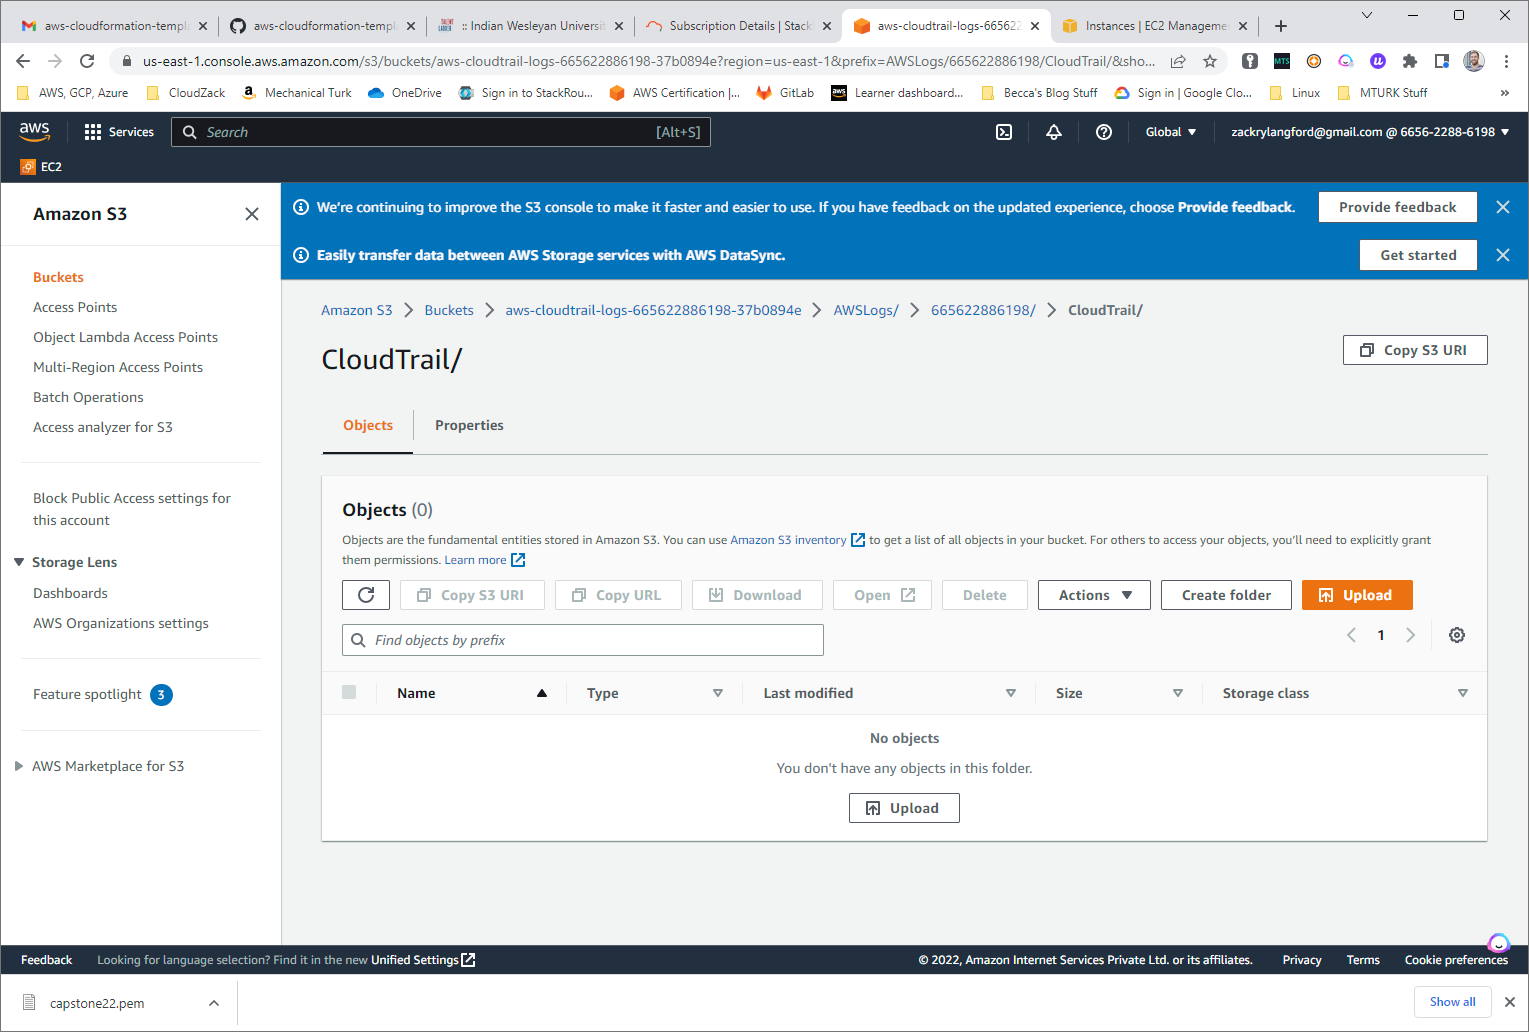 aws-cloudformation-templa
aws-cloudformation-templ
:: Indian Wesleyan Universit
Subscription Details | Stack
aws-cloudtrail-logs-665622
Instances | EC2 Manageme
us-east-1.console.aws.amazon.com/s3/buckets/aws-cloudtrail-logs-665622886198-37b0894e?region=us-east-1&prefix=AWSLogs/665622886198/CloudTrail/&sho...
MTS
AWS, GCP, Azure
CloudZack
Mechanical Turk
OneDrive
Sign in to StackRou...
AWS Certification |...
GitLab
aws
Learner dashboard...
Becca's Blog Stuff
Sign in | Google Clo...
Linux
MTURK Stuff
»
aws
Services
Search
[Alt+S]
Global
zackrylangford@gmail.com @ 6656-2288-6198
EC2
Amazon S3
Buckets
Access Points
Object Lambda Access Points
Multi-Region Access Points
Batch Operations
Access analyzer for S3
Block Public Access settings for
this account
Storage Lens
Dashboards
AWS Organizations settings
Feature spotlight 3
AWS Marketplace for S3
We're continuing to improve the S3 console to make it faster and easier to use. If you have feedback on the updated experience, choose Provide feedback.
Provide feedback
Easily transfer data between AWS Storage services with AWS DataSync.
Get started
Amazon S3 > Buckets > aws-cloudtrail-logs-665622886198-37b0894e > AWSLogs/ > 665622886198/ > CloudTrail/
CloudTrail/
Copy S3 URI
Objects
Properties
Objects (0)
Objects are the fundamental entities stored in Amazon S3. You can use Amazon S3 inventory to get a list of all objects in your bucket. For others to access your objects, you'll need to explicitly grant
them permissions. Learn more
Copy S3 URI
Copy URL
Download
Open
Delete
Actions
Create folder
Upload
Find objects by prefix
1
Name
Type
Last modified
Size
Storage class
No objects
You don't have any objects in this folder.
Upload
Feedback
Looking for language selection? Find it in the new Unified Settings
© 2022, Amazon Internet Services Private Ltd. or its affiliates.
Privacy
Terms
Cookie preferences
capstone22.pem
Show all